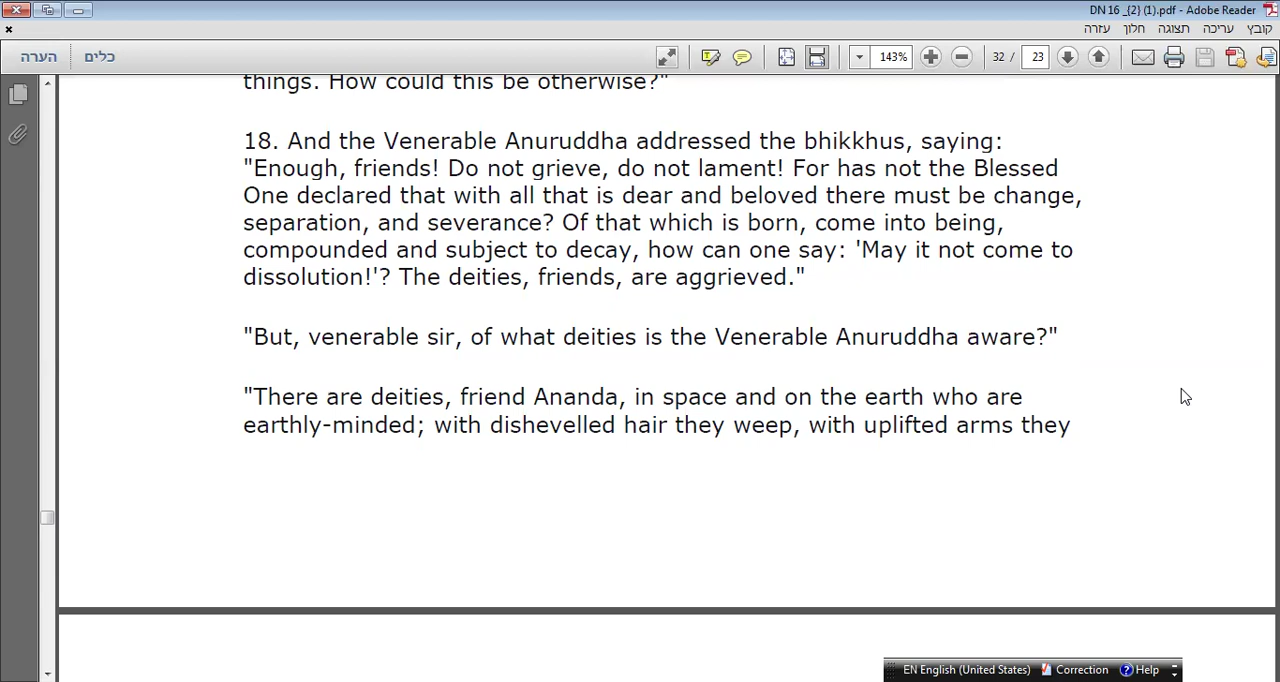 DN 16 _{2} (1).pdf - Adobe Reader
קובץ עריכה תצוגה חלון עזרה
הערה כלים 143% 32 / 23
things. How could this be otherwise?"
18. And the Venerable Anuruddha addressed the bhikkhus, saying:
"Enough, friends! Do not grieve, do not lament! For has not the Blessed
One declared that with all that is dear and beloved there must be change,
separation, and severance? Of that which is born, come into being,
compounded and subject to decay, how can one say: 'May it not come to
dissolution!'? The deities, friends, are aggrieved."
"But, venerable sir, of what deities is the Venerable Anuruddha aware?"
"There are deities, friend Ananda, in space and on the earth who are
earthly-minded; with dishevelled hair they weep, with uplifted arms they
EN English (United States) Correction Help